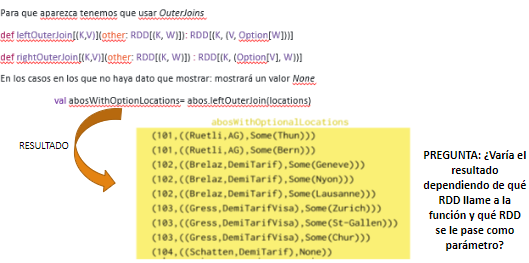 Para que aparezca tenemos que usar OuterJoins
def leftOuterJoin[(K,V)](other: RDD[(K, W)]): RDD[(K, (V, Option[W]))]
def rightOuterJoin[(K,V)](other: RDD[(K, W)]) : RDD[(K, (Option[V], W))]
En los casos en los que no haya dato que mostrar: mostrará un valor None
val abosWithOptionLocations= abos.leftOuterJoin(locations)
RESULTADO
abosWithOptionalLocations
(101,((Ruetli,AG),Some(Thun)))
(101,((Ruetli,AG),Some(Bern)))
(102,((Brelaz,DemiTarif),Some(Geneve)))
(102,((Brelaz,DemiTarif),Some(Nyon)))
(102,((Brelaz,DemiTarif),Some(Lausanne)))
(103,((Gress,DemiTarifVisa),Some(Zurich)))
(103,((Gress,DemiTarifVisa),Some(St-Gallen)))
(103,((Gress,DemiTarifVisa),Some(Chur)))
(104,((Schatten,DemiTarif),None))
PREGUNTA: ¿Varía el
resultado
dependiendo de qué
RDD llame a la
función y qué RDD
se le pase como
parámetro?